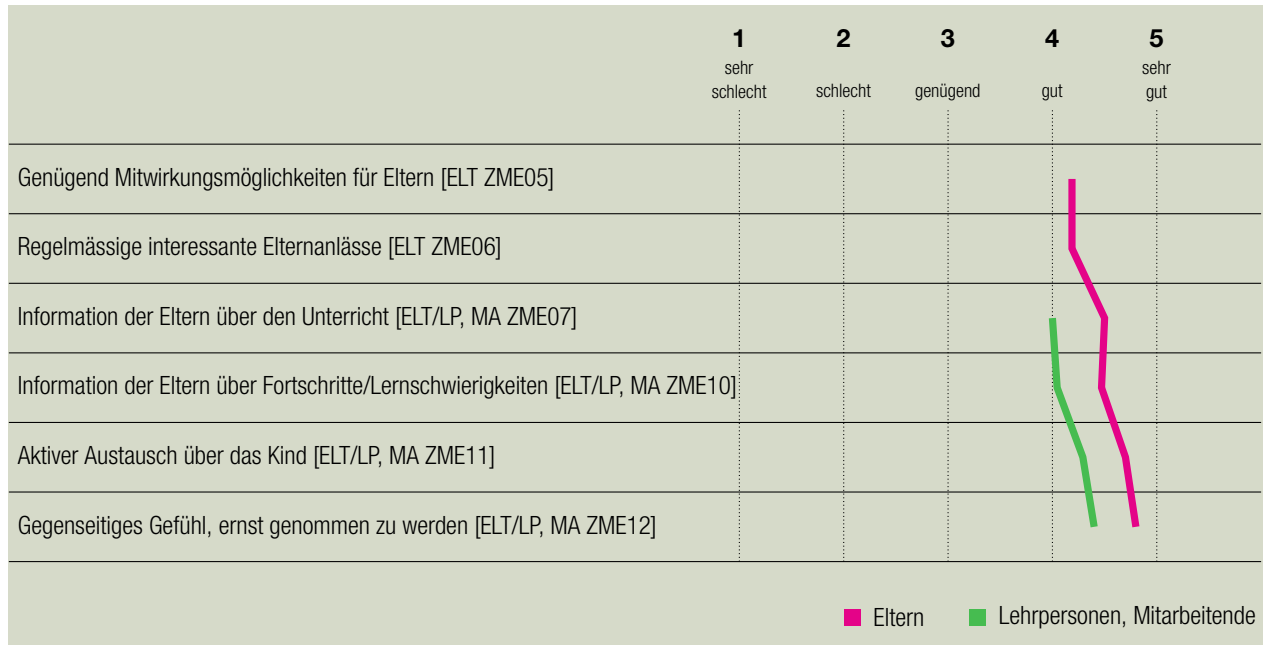 1 2 3 4 5
sehr schlecht schlecht genügend gut sehr gut
Genügend Mitwirkungsmöglichkeiten für Eltern [ELT ZME05]
Regelmässige interessante Elternanlässe [ELT ZME06]
Information der Eltern über den Unterricht [ELT/LP, MA ZME07]
Information der Eltern über Fortschritte/Lernschwierigkeiten [ELT/LP, MA ZME10]
Aktiver Austausch über das Kind [ELT/LP, MA ZME11]
Gegenseitiges Gefühl, ernst genommen zu werden [ELT/LP, MA ZME12]
Eltern Lehrpersonen, Mitarbeitende